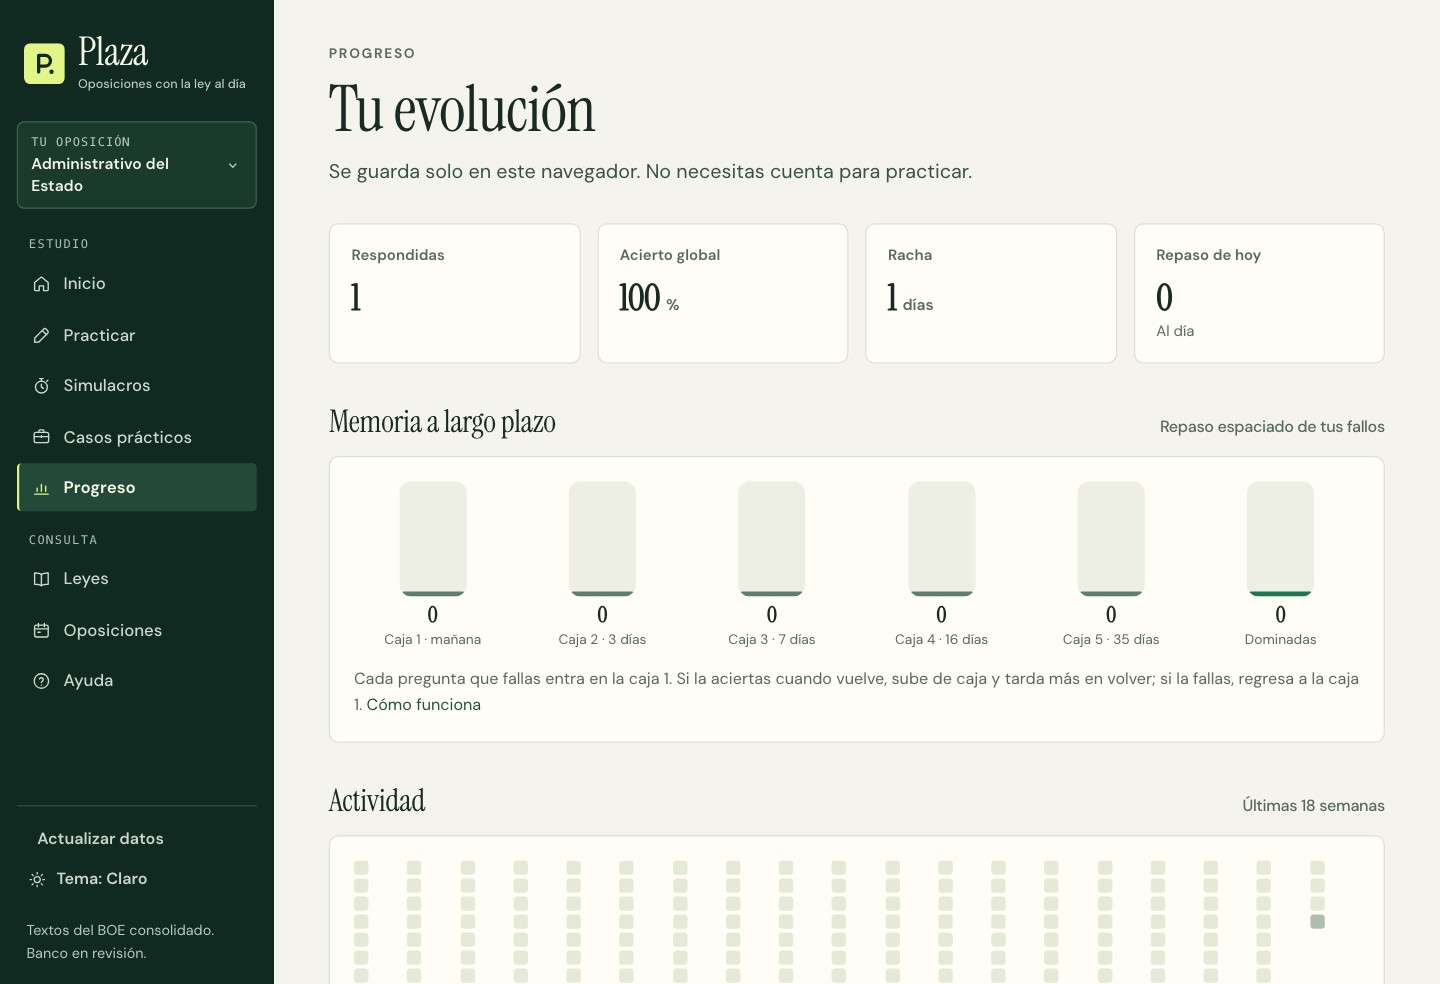 P.
Plaza
Oposiciones con la ley al día
TU OPOSICIÓN
Administrativo del
Estado
ESTUDIO
Inicio
Practicar
Simulacros
Casos prácticos
Progreso
CONSULTA
Leyes
Oposiciones
Ayuda
Actualizar datos
Tema: Claro
Textos del BOE consolidado.
Banco en revisión.
PROGRESO
Tu evolución
Se guarda solo en este navegador. No necesitas cuenta para practicar.
Respondidas
1
Acierto global
100 %
Racha
1 días
Repaso de hoy
0
Al día
Memoria a largo plazo
Repaso espaciado de tus fallos
0
Caja 1 · mañana
0
Caja 2 · 3 días
0
Caja 3 · 7 días
0
Caja 4 · 16 días
0
Caja 5 · 35 días
0
Dominadas
Cada pregunta que fallas entra en la caja 1. Si la aciertas cuando vuelve, sube de caja y tarda más en volver; si la fallas, regresa a la caja
1. Cómo funciona
Actividad
Últimas 18 semanas